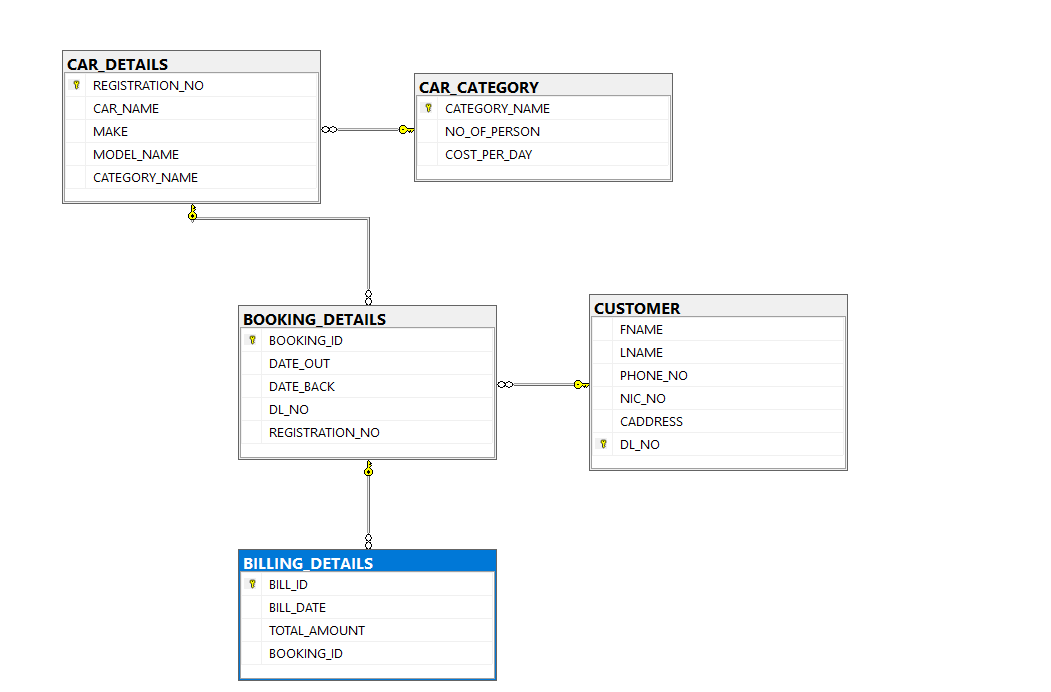 CAR_DETAILS
REGISTRATION_NO
CAR_NAME
MAKE
MODEL_NAME
CATEGORY_NAME
CAR_CATEGORY
CATEGORY_NAME
NO_OF_PERSON
COST_PER_DAY
BOOKING_DETAILS
BOOKING_ID
DATE_OUT
DATE_BACK
DL_NO
REGISTRATION_NO
CUSTOMER
FNAME
LNAME
PHONE_NO
NIC_NO
CADDRESS
DL_NO
BILLING_DETAILS
BILL_ID
BILL_DATE
TOTAL_AMOUNT
BOOKING_ID